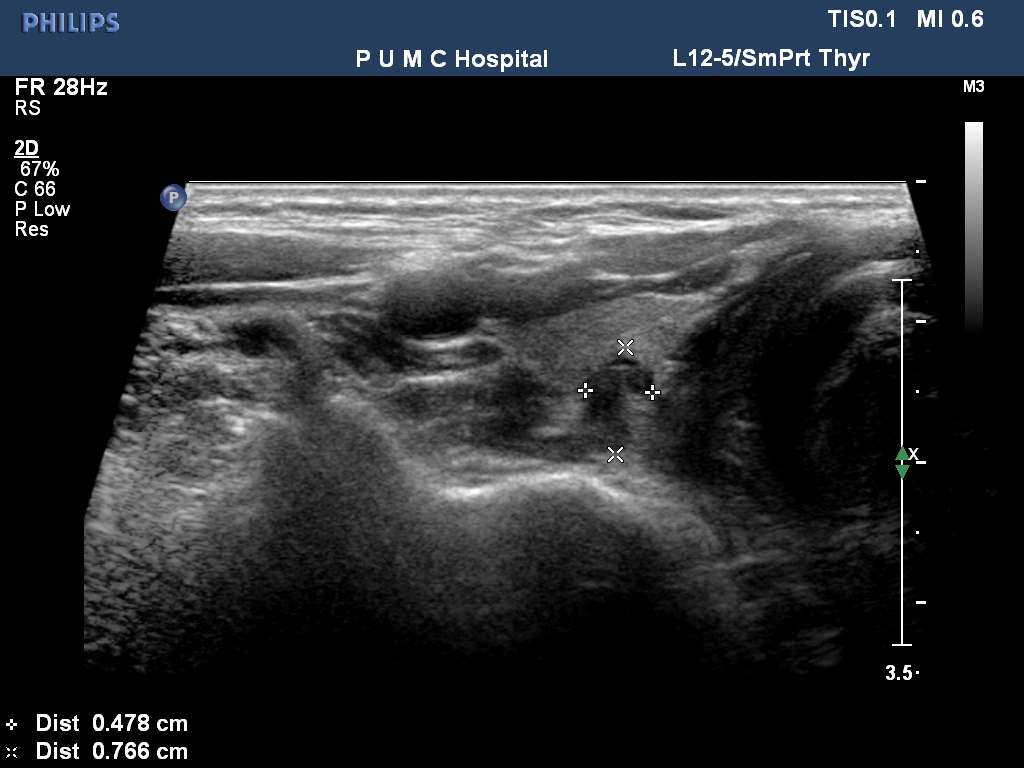 PHILIPS
TIS0.1 MI 0.6
P U M C Hospital
L12-5/SmPrt Thyr
FR 28Hz
RS
M3
2D
67%
C 66
P Low
Res
P
X
3.5
Dist 0.478 cm
Dist 0.766 cm